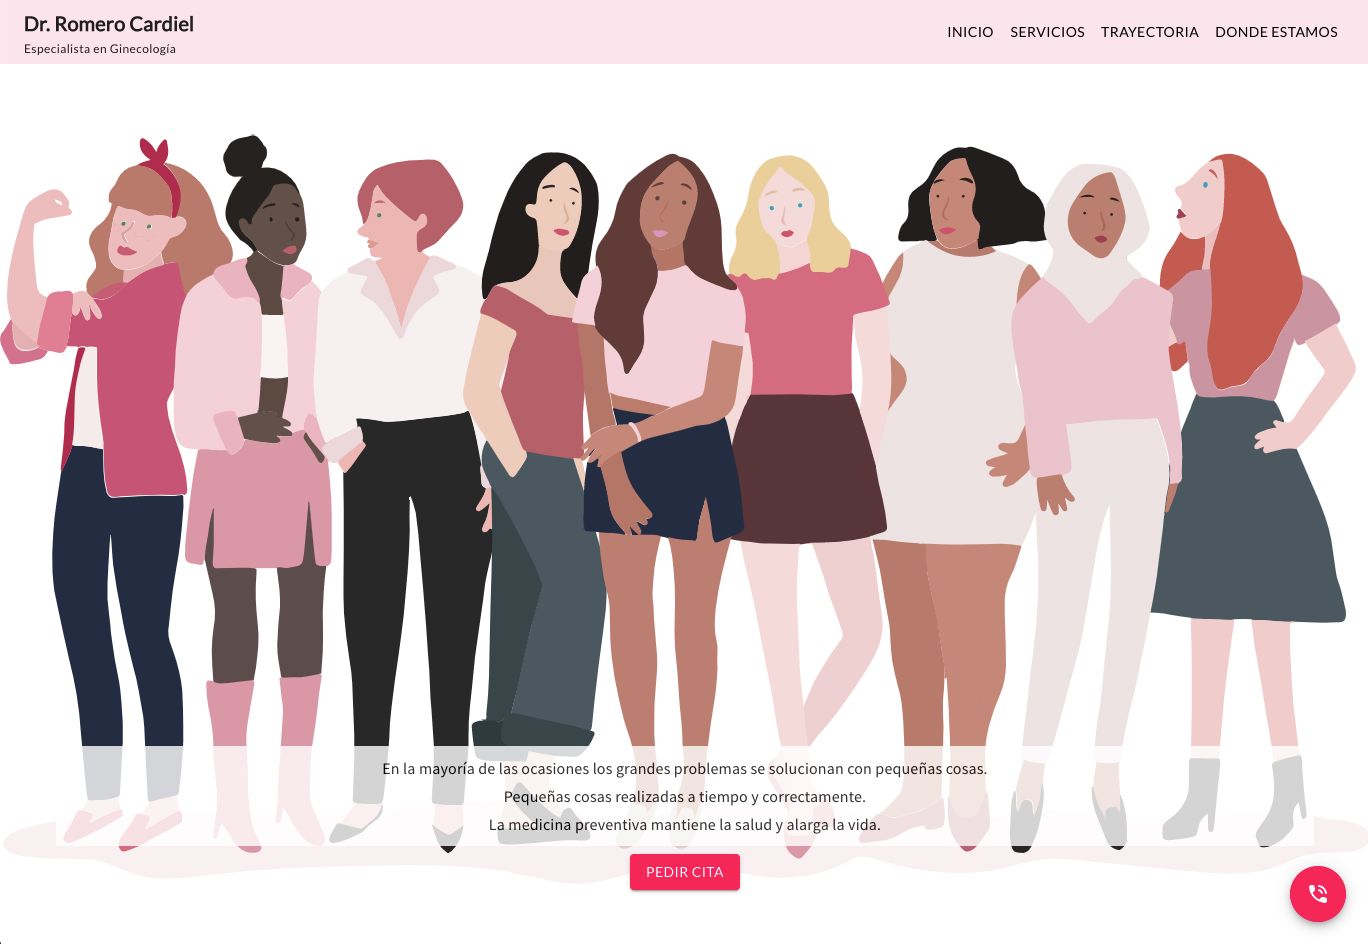 Dr. Romero Cardiel
Especialista en Ginecología
INICIO SERVICIOS TRAYECTORIA DONDE ESTAMOS
En la mayoría de las ocasiones los grandes problemas se solucionan con pequeñas cosas.
Pequeñas cosas realizadas a tiempo y correctamente.
La medicina preventiva mantiene la salud y alarga la vida.
PEDIR CITA